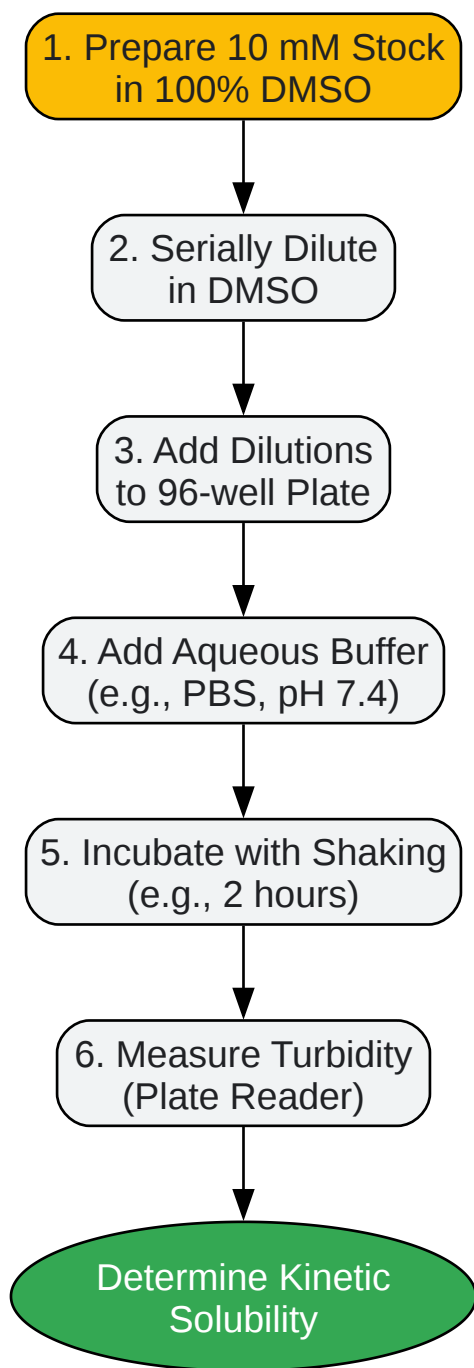 1. Prepare 10 mM Stock
in 100% DMSO
2. Serially Dilute
in DMSO
3. Add Dilutions
to 96-well Plate
4. Add Aqueous Buffer
(e.g., PBS, pH 7.4)
5. Incubate with Shaking
(e.g., 2 hours)
6. Measure Turbidity
(Plate Reader)
Determine Kinetic
Solubility